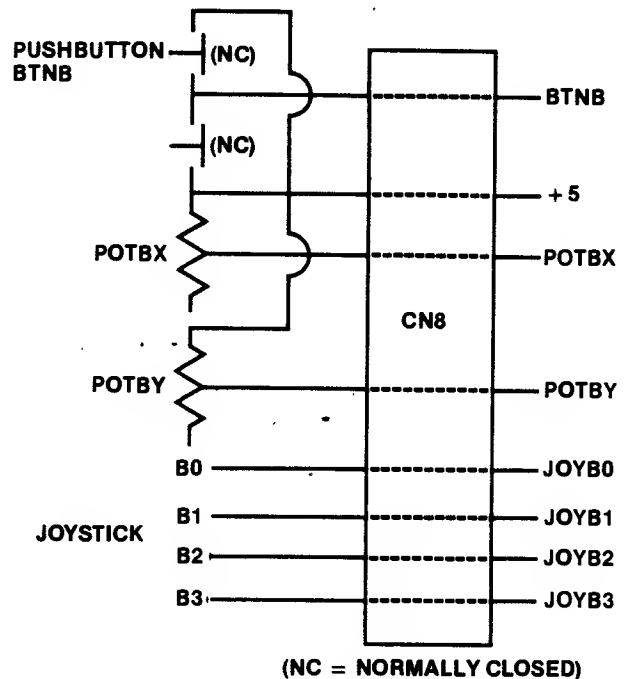 PUSHBUTTON (NC)
BTNB
BTNB
(NC)
+5
POTBX POTBX
CN8
POTBY POTBY
B0 JOYB0
B1 JOYB1
JOYSTICK
B2 JOYB2
B3 JOYB3
(NC = NORMALLY CLOSED)